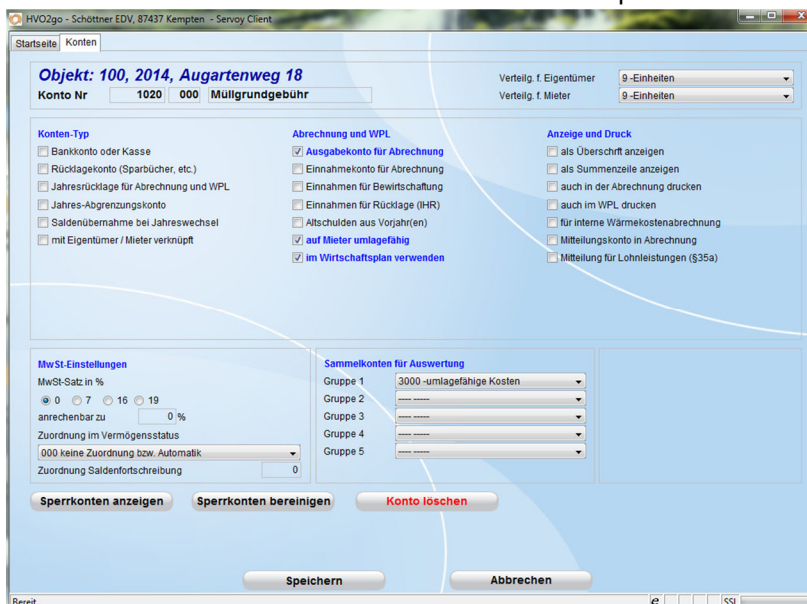 HVO2go - Schöttner EDV, 87437 Kempten - Servoy Client
Startseite Konten
Objekt: 100, 2014, Augartenweg 18
Verteilg. f. Eigentümer 9 -Einheiten
Konto Nr 1020 000 Müllgrundgebühr
Verteilg. f. Mieter 9 -Einheiten
Konten-Typ
Bankkonto oder Kasse
Rücklagekonto (Sparbücher, etc.)
Jahresrücklage für Abrechnung und WPL
Jahres-Abgrenzungskonto
Saldenübernahme bei Jahreswechsel
mit Eigentümer / Mieter verknüpft
Abrechnung und WPL
Ausgabekonto für Abrechnung
Einnahmekonto für Abrechnung
Einnahmen für Bewirtschaftung
Einnahmen für Rücklage (IHR)
Altschulden aus Vorjahr(en)
auf Mieter umlagefähig
im Wirtschaftsplan verwenden
Anzeige und Druck
als Überschrft anzeigen
als Summenzeile anzeigen
auch in der Abrechnung drucken
auch im WPL drucken
für interne Wärmekostenabrechnung
Mitteilungskonto in Abrechnung
Mitteilung für Lohnleistungen (§35a)
MwSt-Einstellungen
MwSt-Satz in %
0 7 16 19
anrechenbar zu 0 %
Zuordnung im Vermögensstatus
000 keine Zuordnung bzw. Automatik
Zuordnung Saldenfortschreibung 0
Sammelkonten für Auswertung
Gruppe 1 3000 -umlagefähige Kosten
Gruppe 2 ---- -----
Gruppe 3 ---- -----
Gruppe 4 ---- -----
Gruppe 5 ---- -----
Sperrkonten anzeigen Sperrkonten bereinigen Konto löschen
Speichern Abbrechen
Bereit SSL